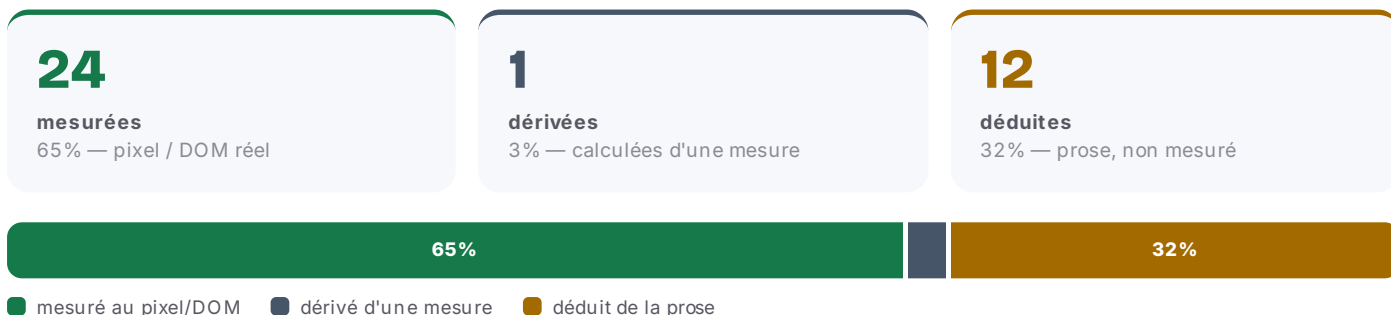 24
mesurées
65% — pixel / DOM réel
1
dérivées
3% — calculées d'une mesure
12
déduites
32% — prose, non mesuré
65%
32%
mesuré au pixel/DOM
dérivé d'une mesure
déduit de la prose